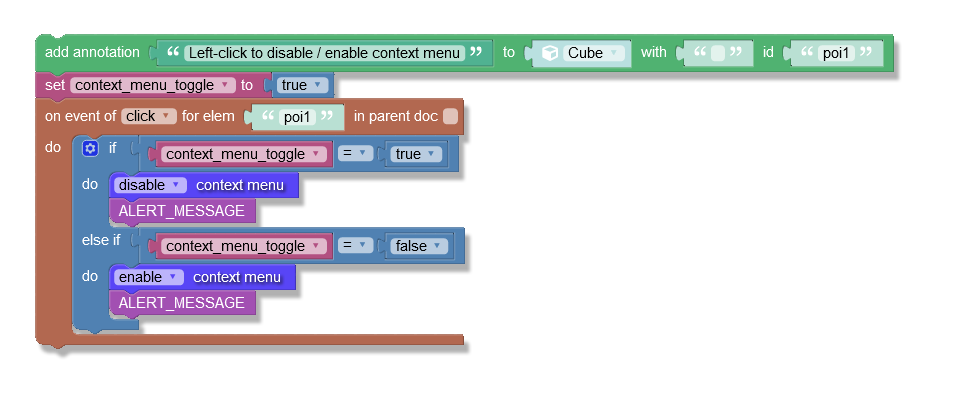 add annotation “ Left-click to disable / enable context menu ” to Cube with “ ” id “ poi1 ”
set context_menu_toggle to true
on event of click for elem “ poi1 ” in parent doc
do if context_menu_toggle = true
do disable context menu
ALERT_MESSAGE
else if context_menu_toggle = false
do enable context menu
ALERT_MESSAGE